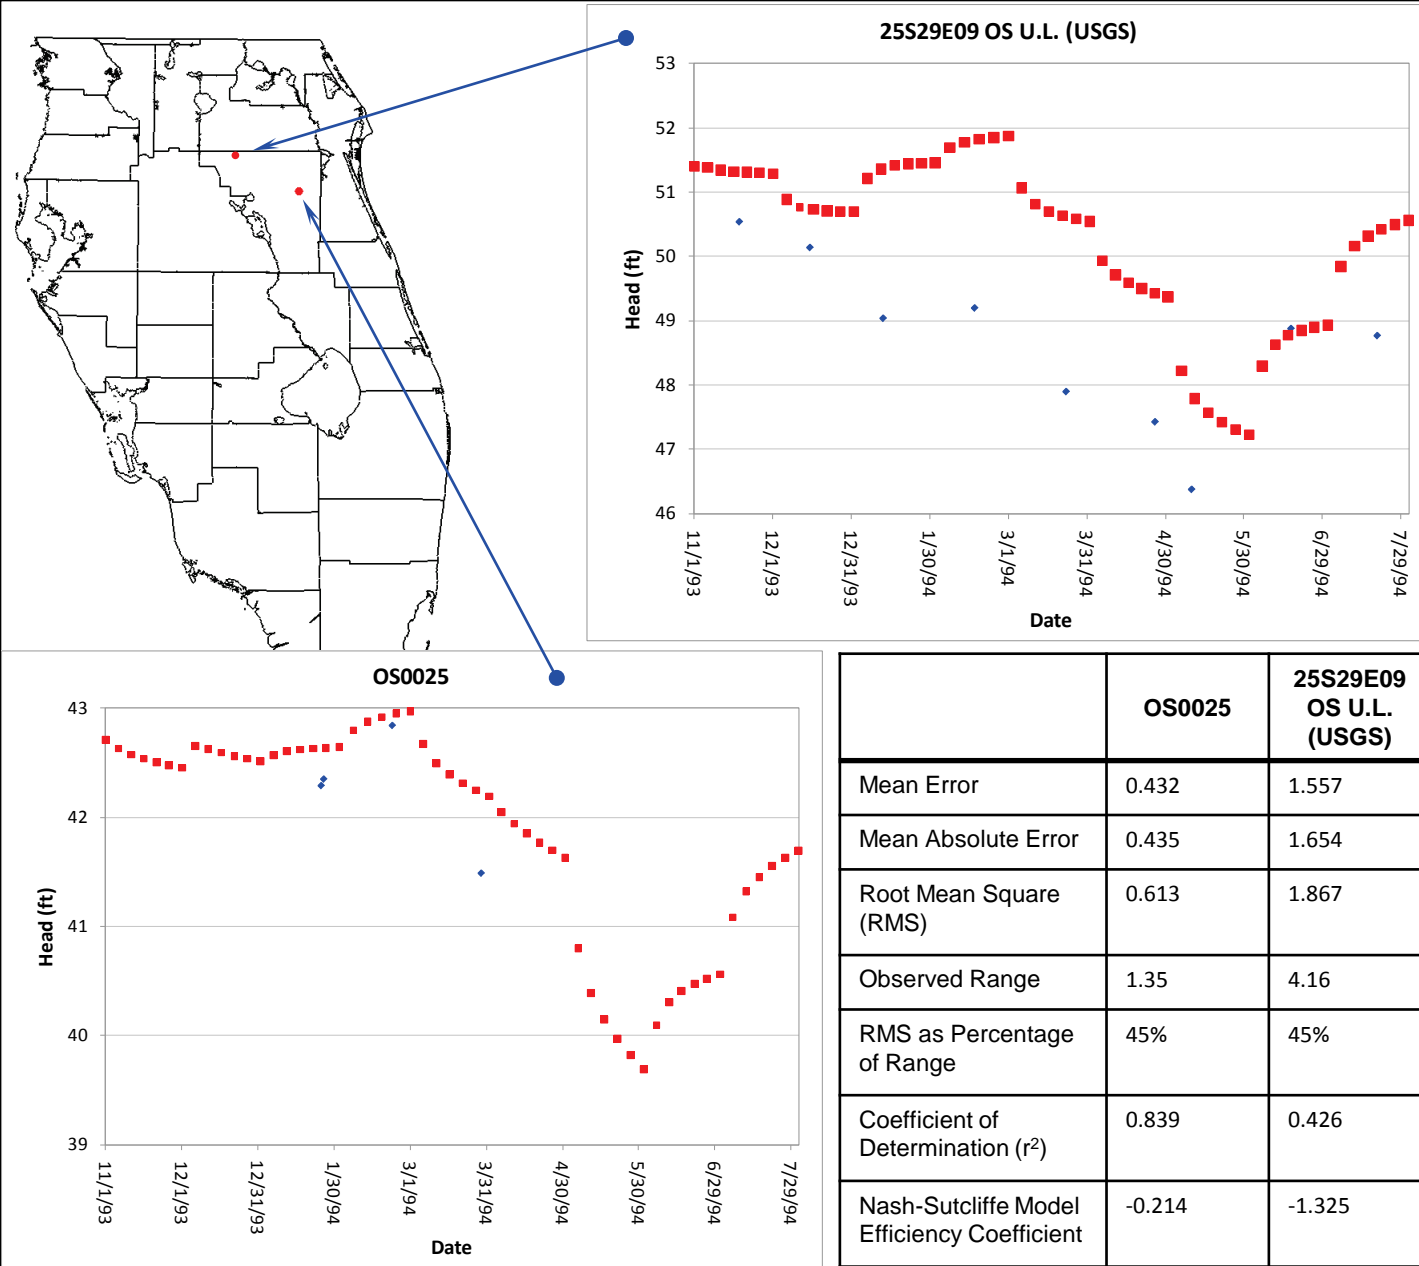 25S29E09 OS U.L. (USGS)
53
52
51
50
49
48
47
46
Head (ft)
11/1/93
12/1/93
12/31/93
1/30/94
3/1/94
3/31/94
4/30/94
5/30/94
6/29/94
7/29/94
Date
OS0025
43
42
41
40
39
Head (ft)
11/1/93
12/1/93
12/31/93
1/30/94
3/1/94
3/31/94
4/30/94
5/30/94
6/29/94
7/29/94
Date
OS0025
25S29E09
OS U.L.
(USGS)
Mean Error 0.432 1.557
Mean Absolute Error 0.435 1.654
Root Mean Square 0.613 1.867
(RMS)
Observed Range 1.35 4.16
RMS as Percentage 45% 45%
of Range
Coefficient of 0.839 0.426
Determination (r²)
Nash-Sutcliffe Model -0.214 -1.325
Efficiency Coefficient